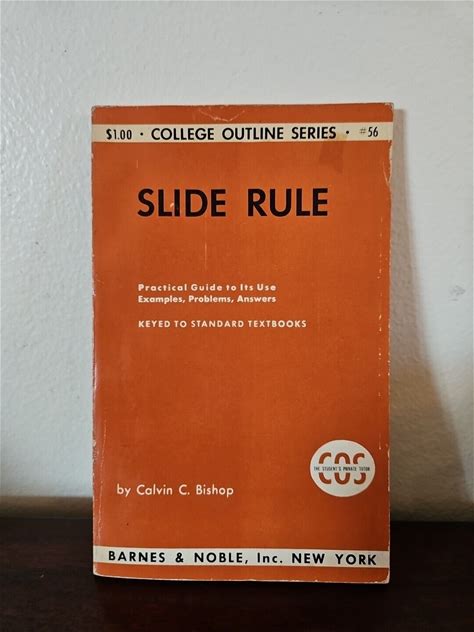 $1.00 · COLLEGE OUTLINE SERIES · #56
SLIDE RULE
Practical Guide to Its Use
Examples, Problems, Answers
KEYED TO STANDARD TEXTBOOKS
COS
THE STUDENT'S PRIVATE TUTOR
by Calvin C. Bishop
BARNES & NOBLE, Inc. NEW YORK